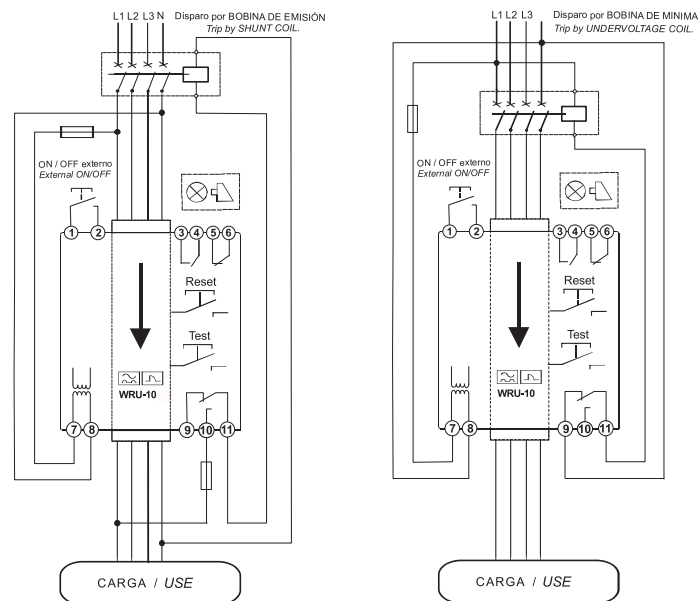 L1 L2 L3 N
Disparo por BOBINA DE EMISIÓN
Trip by SHUNT COIL.
ON / OFF externo
External ON/OFF
1 2 3 4 5 6
Reset
Test
WRU-10
7 8 9 10 11
CARGA / USE
L1 L2 L3
Disparo por BOBINA DE MINIMA
Trip by UNDERVOLTAGE COIL.
ON / OFF externo
External ON/OFF
1 2 3 4 5 6
Reset
Test
WRU-10
7 8 9 10 11
CARGA / USE